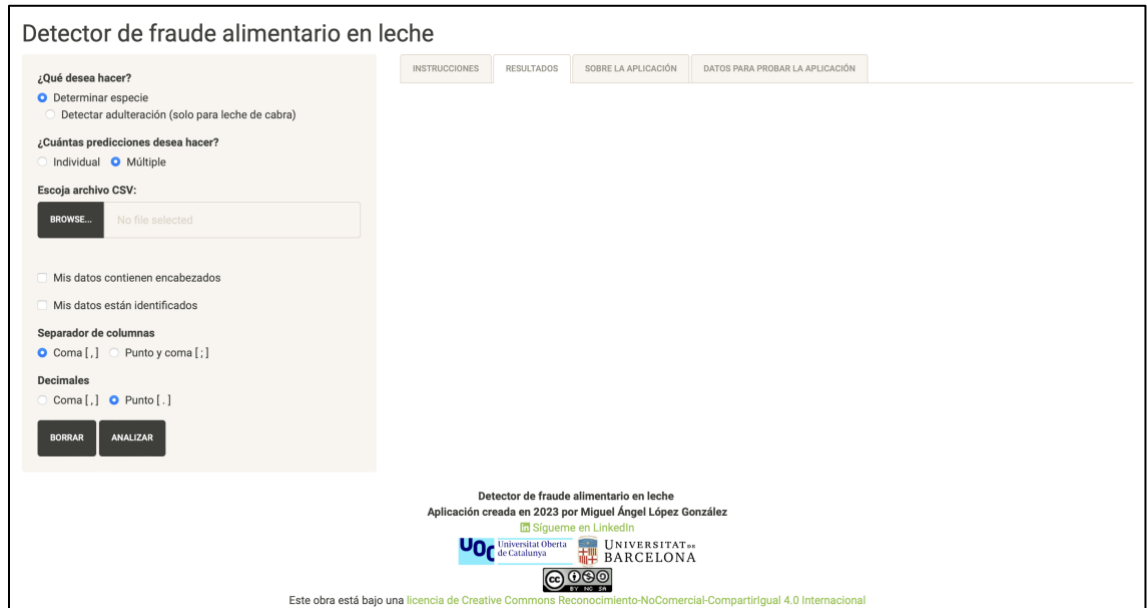 Detector de fraude alimentario en leche
¿Qué desea hacer?
Determinar especie
Detectar adulteración (solo para leche de cabra)
¿Cuántas predicciones desea hacer?
Individual Múltiple
Escoja archivo CSV:
BROWSE... No file selected
Mis datos contienen encabezados
Mis datos están identificados
Separador de columnas
Coma [ , ] Punto y coma [ ; ]
Decimales
Coma [ , ] Punto [ . ]
BORRAR ANALIZAR
INSTRUCCIONES RESULTADOS SOBRE LA APLICACIÓN DATOS PARA PROBAR LA APLICACIÓN
Detector de fraude alimentario en leche
Aplicación creada en 2023 por Miguel Ángel López González
in Sígueme en LinkedIn
UOC Universitat Oberta de Catalunya UNIVERSITAT DE BARCELONA
CC BY NC SA
Este obra está bajo una licencia de Creative Commons Reconocimiento-NoComercial-CompartirIgual 4.0 Internacional